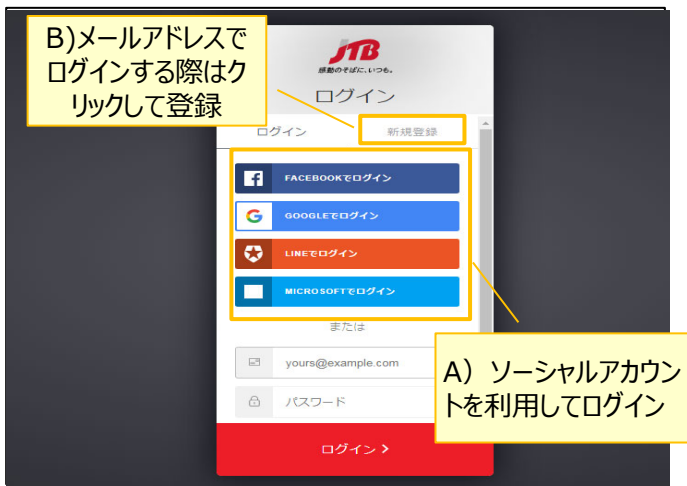 B)メールアドレスで
ログインする際はク
リックして登録
JTB
感動のそばに、いつも。
ログイン
ログイン
新規登録
f
FACEBOOKでログイン
G
GOOGLEでログイン
LINEでログイン
MICROSOFTでログイン
または
yours@example.com
パスワード
A) ソーシャルアカウン
トを利用してログイン
ログイン >